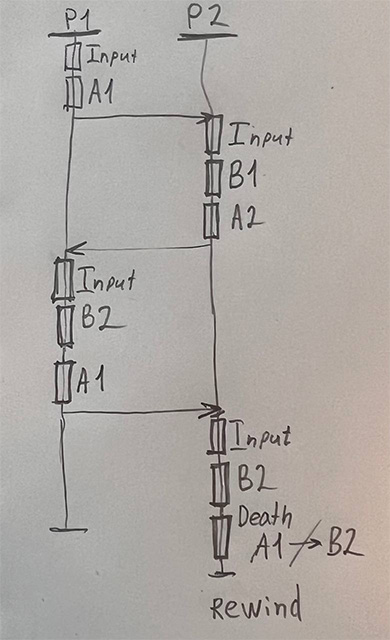 P1 P2
Input
A1
Input
B1
A2
Input
B2
A1
Input
B2
Death
A1 B2
Rewind